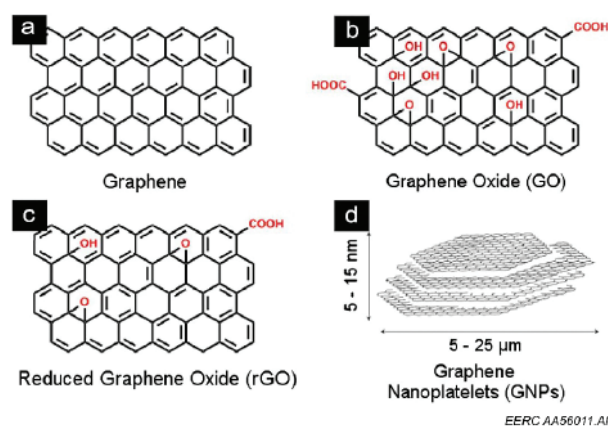 a
Graphene
b
COOH
OH
O
O
HOOC
OH
OH
O
OH
Graphene Oxide (GO)
c
COOH
OH
O
O
Reduced Graphene Oxide (rGO)
d
5 - 15 nm
5 - 25 µm
Graphene
Nanoplatelets (GNPs)
EERC AA56011.AI